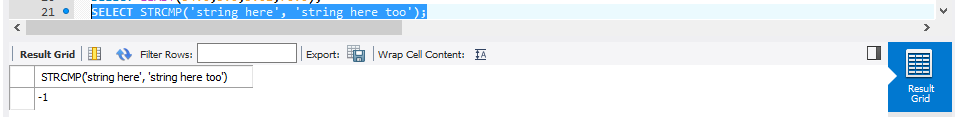 21 SELECT STRCMP('string here', 'string here too');
Result Grid Filter Rows: Export: Wrap Cell Content: IA
STRCMP('string here', 'string here too')
-1
Result
Grid